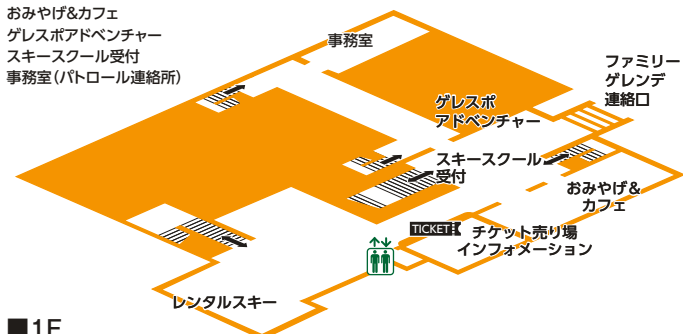 おみやげ&カフェ
ゲレスポアドベンチャー
スキースクール受付
事務室(パトロール連絡所)
事務室
ファミリー
ゲレンデ
連絡口
ゲレスポ
アドベンチャー
スキースクール
受付
おみやげ&
カフェ
TICKET
チケット売り場
インフォメーション
レンタルスキー
■1F